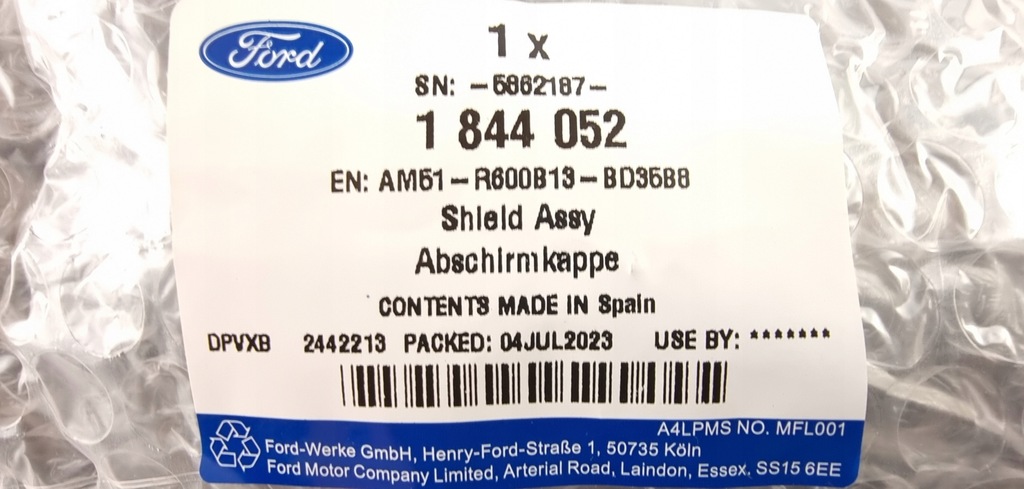 Ford
1 x
SN: -5862187-
1 844 052
EN: AM51-R600B13-BD35B8
Shield Assy
Abschirmkappe
CONTENTS MADE IN Spain
DPVXB 2442213 PACKED: 04JUL2023 USE BY: *******
A4LPMS NO. MFL001
Ford-Werke GmbH, Henry-Ford-Straße 1, 50735 Köln
Ford Motor Company Limited, Arterial Road, Laindon, Essex. SS15 6EE